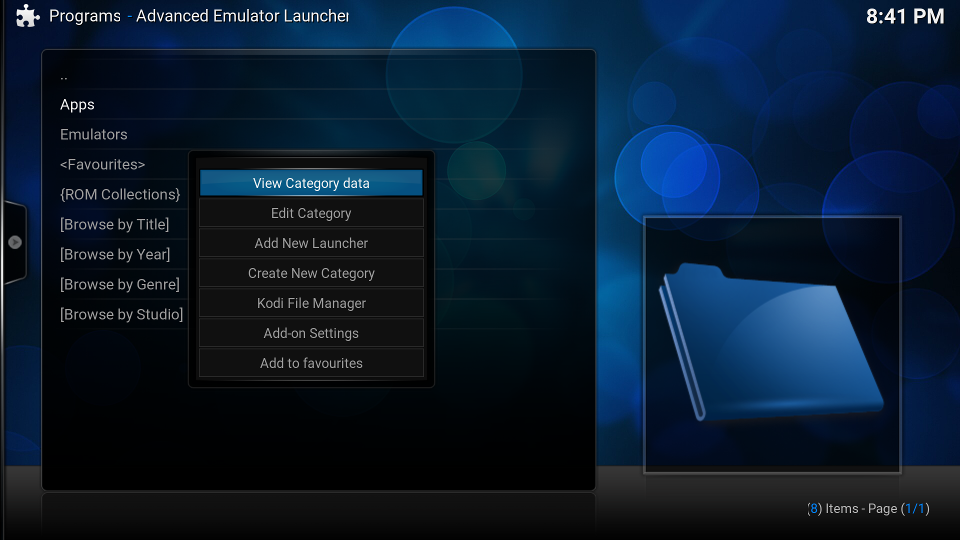 Programs - Advanced Emulator Launcher
8:41 PM
..
Apps
Emulators
<Favourites>
{ROM Collections}
[Browse by Title]
[Browse by Year]
[Browse by Genre]
[Browse by Studio]
View Category data
Edit Category
Add New Launcher
Create New Category
Kodi File Manager
Add-on Settings
Add to favourites
(8) Items - Page (1/1)